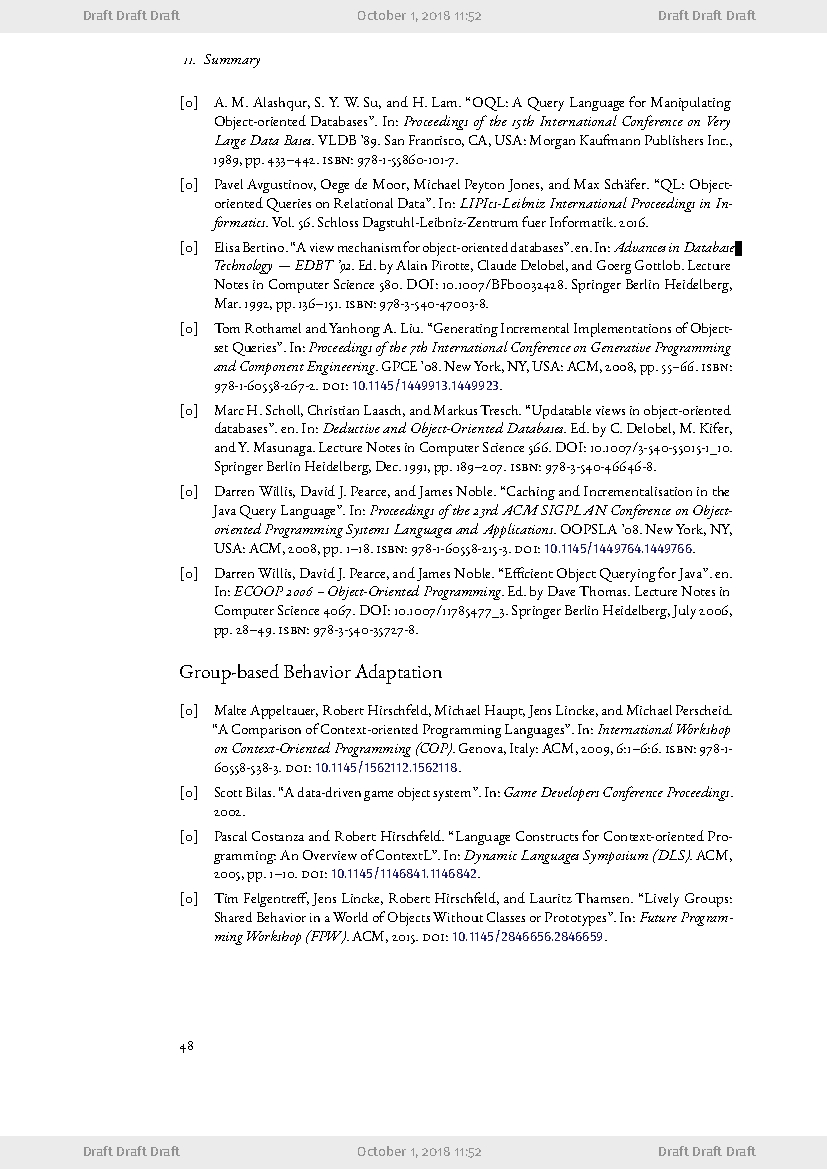 Draft Draft Draft October 1, 2018 11:52 Draft Draft Draft
11. Summary
[0] A. M. Alashqur, S. Y. W. Su, and H. Lam. “OQL: A Query Language for Manipulating
Object-oriented Databases”. In: Proceedings of the 15th International Conference on Very
Large Data Bases. VLDB ’89. San Francisco, CA, USA: Morgan Kaufmann Publishers Inc.,
1989, pp. 433–442. ISBN: 978-1-55860-101-7.
[0] Pavel Avgustinov, Oege de Moor, Michael Peyton Jones, and Max Schäfer. “QL: Object-
oriented Queries on Relational Data”. In: LIPIcs-Leibniz International Proceedings in In-
formatics. Vol. 56. Schloss Dagstuhl-Leibniz-Zentrum fuer Informatik. 2016.
[0] Elisa Bertino. “A view mechanism for object-oriented databases”. en. In: Advances in Database
Technology — EDBT ’92. Ed. by Alain Pirotte, Claude Delobel, and Goerg Gottlob. Lecture
Notes in Computer Science 580. DOI: 10.1007/BFb0032428. Springer Berlin Heidelberg,
Mar. 1992, pp. 136–151. ISBN: 978-3-540-47003-8.
[0] Tom Rothamel and Yanhong A. Liu. “Generating Incremental Implementations of Object-
set Queries”. In: Proceedings of the 7th International Conference on Generative Programming
and Component Engineering. GPCE ’08. New York, NY, USA: ACM, 2008, pp. 55–66. ISBN:
978-1-60558-267-2. DOI: 10.1145/1449913.1449923.
[0] Marc H. Scholl, Christian Laasch, and Markus Tresch. “Updatable views in object-oriented
databases”. en. In: Deductive and Object-Oriented Databases. Ed. by C. Delobel, M. Kifer,
and Y. Masunaga. Lecture Notes in Computer Science 566. DOI: 10.1007/3-540-55015-1_10.
Springer Berlin Heidelberg, Dec. 1991, pp. 189–207. ISBN: 978-3-540-46646-8.
[0] Darren Willis, David J. Pearce, and James Noble. “Caching and Incrementalisation in the
Java Query Language”. In: Proceedings of the 23rd ACM SIGPLAN Conference on Object-
oriented Programming Systems Languages and Applications. OOPSLA ’08. New York, NY,
USA: ACM, 2008, pp. 1–18. ISBN: 978-1-60558-215-3. DOI: 10.1145/1449764.1449766.
[0] Darren Willis, David J. Pearce, and James Noble. “Efficient Object Querying for Java”. en.
In: ECOOP 2006 – Object-Oriented Programming. Ed. by Dave Thomas. Lecture Notes in
Computer Science 4067. DOI: 10.1007/11785477_3. Springer Berlin Heidelberg, July 2006,
pp. 28–49. ISBN: 978-3-540-35727-8.
Group-based Behavior Adaptation
[0] Malte Appeltauer, Robert Hirschfeld, Michael Haupt, Jens Lincke, and Michael Perscheid.
“A Comparison of Context-oriented Programming Languages”. In: International Workshop
on Context-Oriented Programming (COP). Genova, Italy: ACM, 2009, 6:1–6:6. ISBN: 978-1-
60558-538-3. DOI: 10.1145/1562112.1562118.
[0] Scott Bilas. “A data-driven game object system”. In: Game Developers Conference Proceedings.
2002.
[0] Pascal Costanza and Robert Hirschfeld. “Language Constructs for Context-oriented Pro-
gramming: An Overview of ContextL”. In: Dynamic Languages Symposium (DLS). ACM,
2005, pp. 1–10. DOI: 10.1145/1146841.1146842.
[0] Tim Felgentreff, Jens Lincke, Robert Hirschfeld, and Lauritz Thamsen. “Lively Groups:
Shared Behavior in a World of Objects Without Classes or Prototypes”. In: Future Program-
ming Workshop (FPW). ACM, 2015. DOI: 10.1145/2846656.2846659.
48
Draft Draft Draft October 1, 2018 11:52 Draft Draft Draft